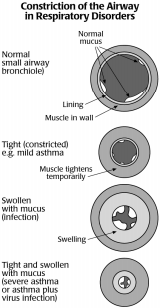 Constriction of the Airway
in Respiratory Disorders
Normal
mucus
Normal
small airway
bronchiole)
Lining
Muscle in wall
Tight (constricted)
e.g. mild asthma
Muscle tightens
temporarily
Swollen
with mucus
(infection)
Swelling
Tight and swollen
with mucus
(severe asthma
or asthma plus
virus infection)